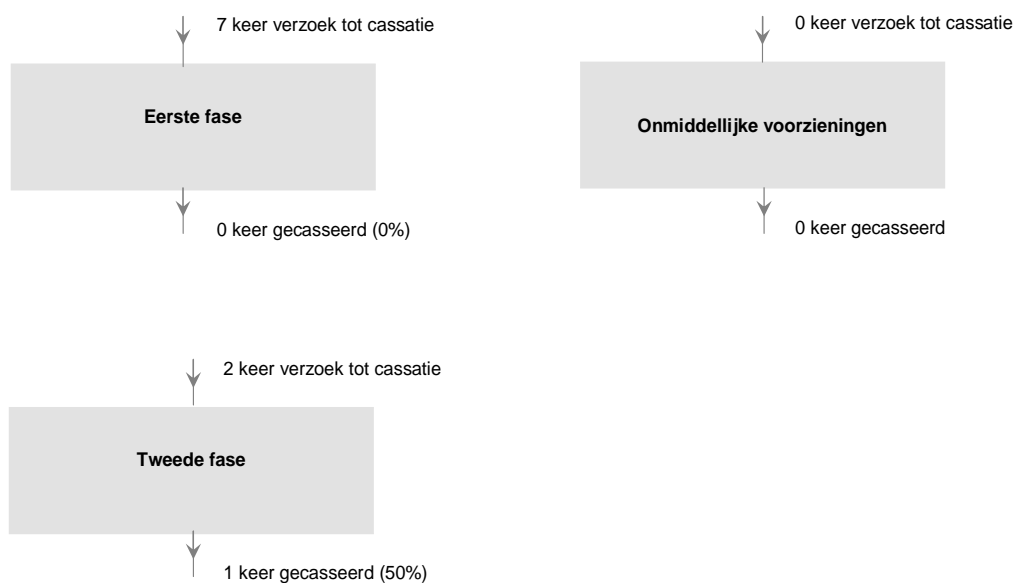 7 keer verzoek tot cassatie
Eerste fase
0 keer gecasseerd (0%)
0 keer verzoek tot cassatie
Onmiddellijke voorzieningen
0 keer gecasseerd
2 keer verzoek tot cassatie
Tweede fase
1 keer gecasseerd (50%)